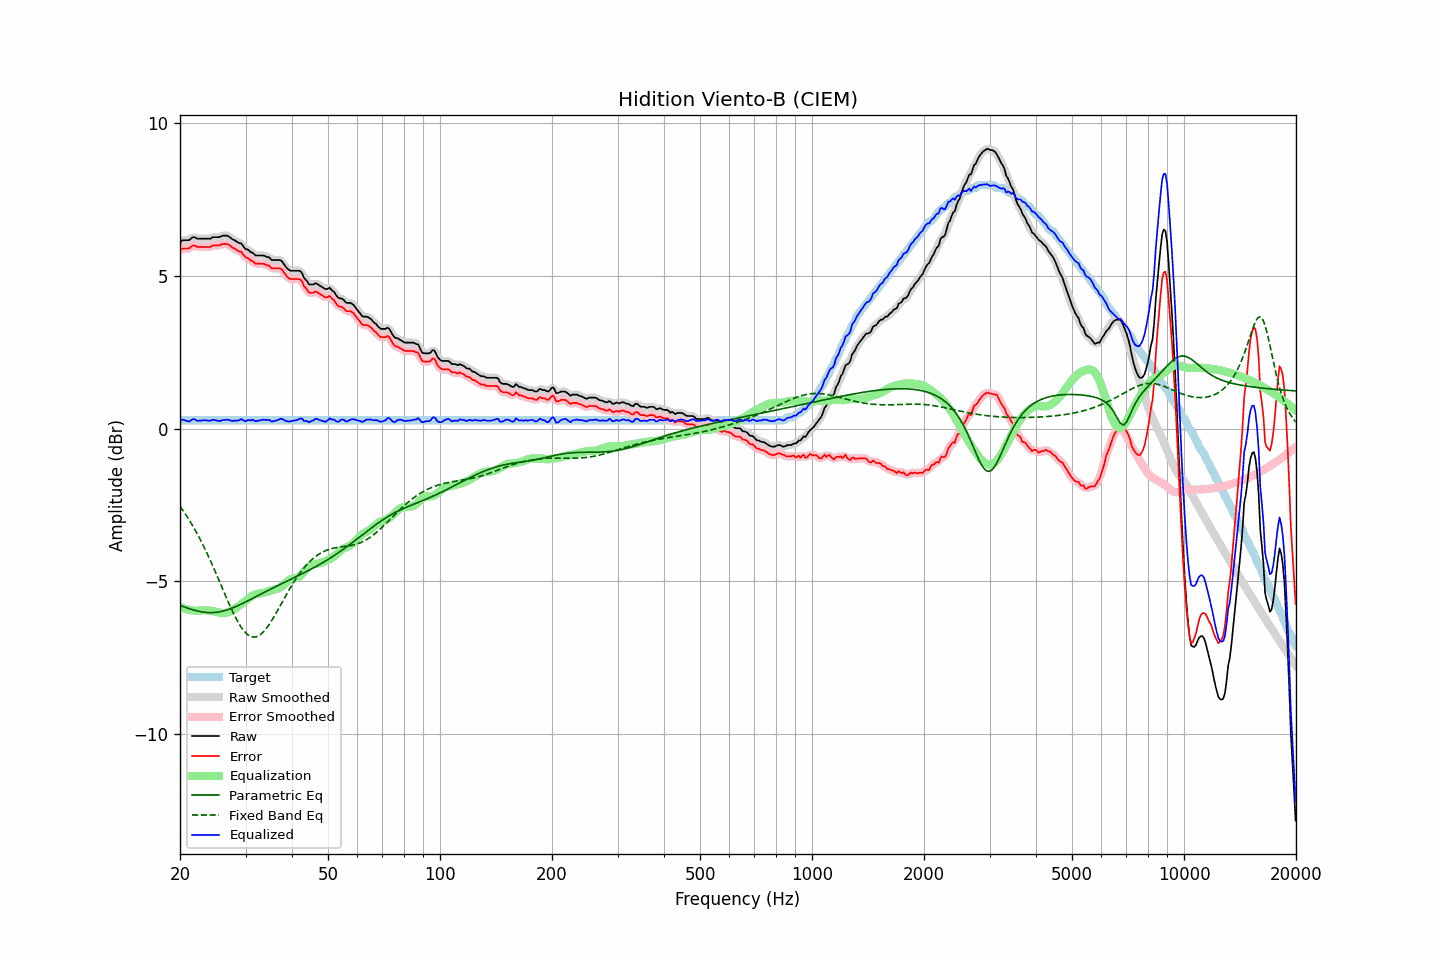 Hidition Viento-B (CIEM)
10
5
0
−5
−10
Amplitude (dBr)
Target
Raw Smoothed
Error Smoothed
Raw
Error
Equalization
Parametric Eq
Fixed Band Eq
Equalized
20 50 100 200 500 1000 2000 5000 10000 20000
Frequency (Hz)